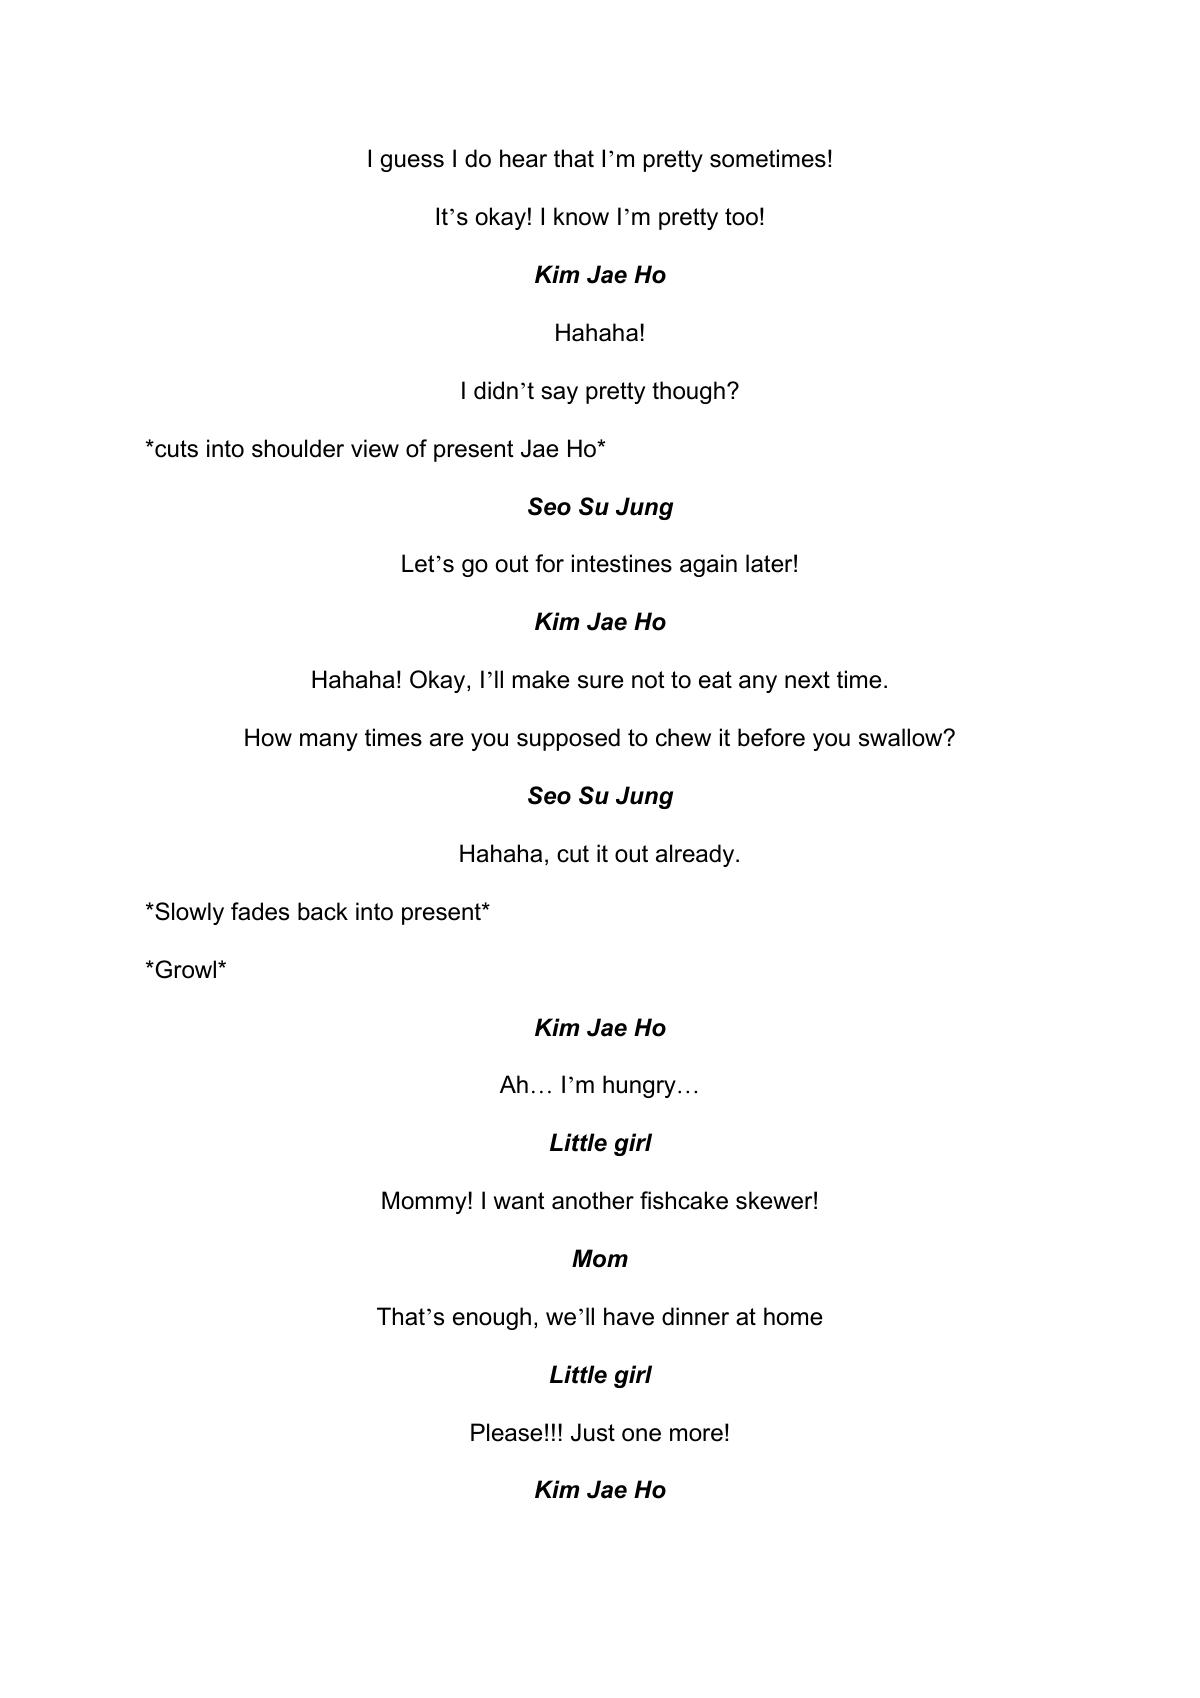 I guess I do hear that I’m pretty sometimes!
It’s okay! I know I’m pretty too!
Kim Jae Ho
Hahaha!
I didn’t say pretty though?
*cuts into shoulder view of present Jae Ho*
Seo Su Jung
Let’s go out for intestines again later!
Kim Jae Ho
Hahaha! Okay, I’ll make sure not to eat any next time.
How many times are you supposed to chew it before you swallow?
Seo Su Jung
Hahaha, cut it out already.
*Slowly fades back into present*
*Growl*
Kim Jae Ho
Ah… I’m hungry…
Little girl
Mommy! I want another fishcake skewer!
Mom
That’s enough, we’ll have dinner at home
Little girl
Please!!! Just one more!
Kim Jae Ho